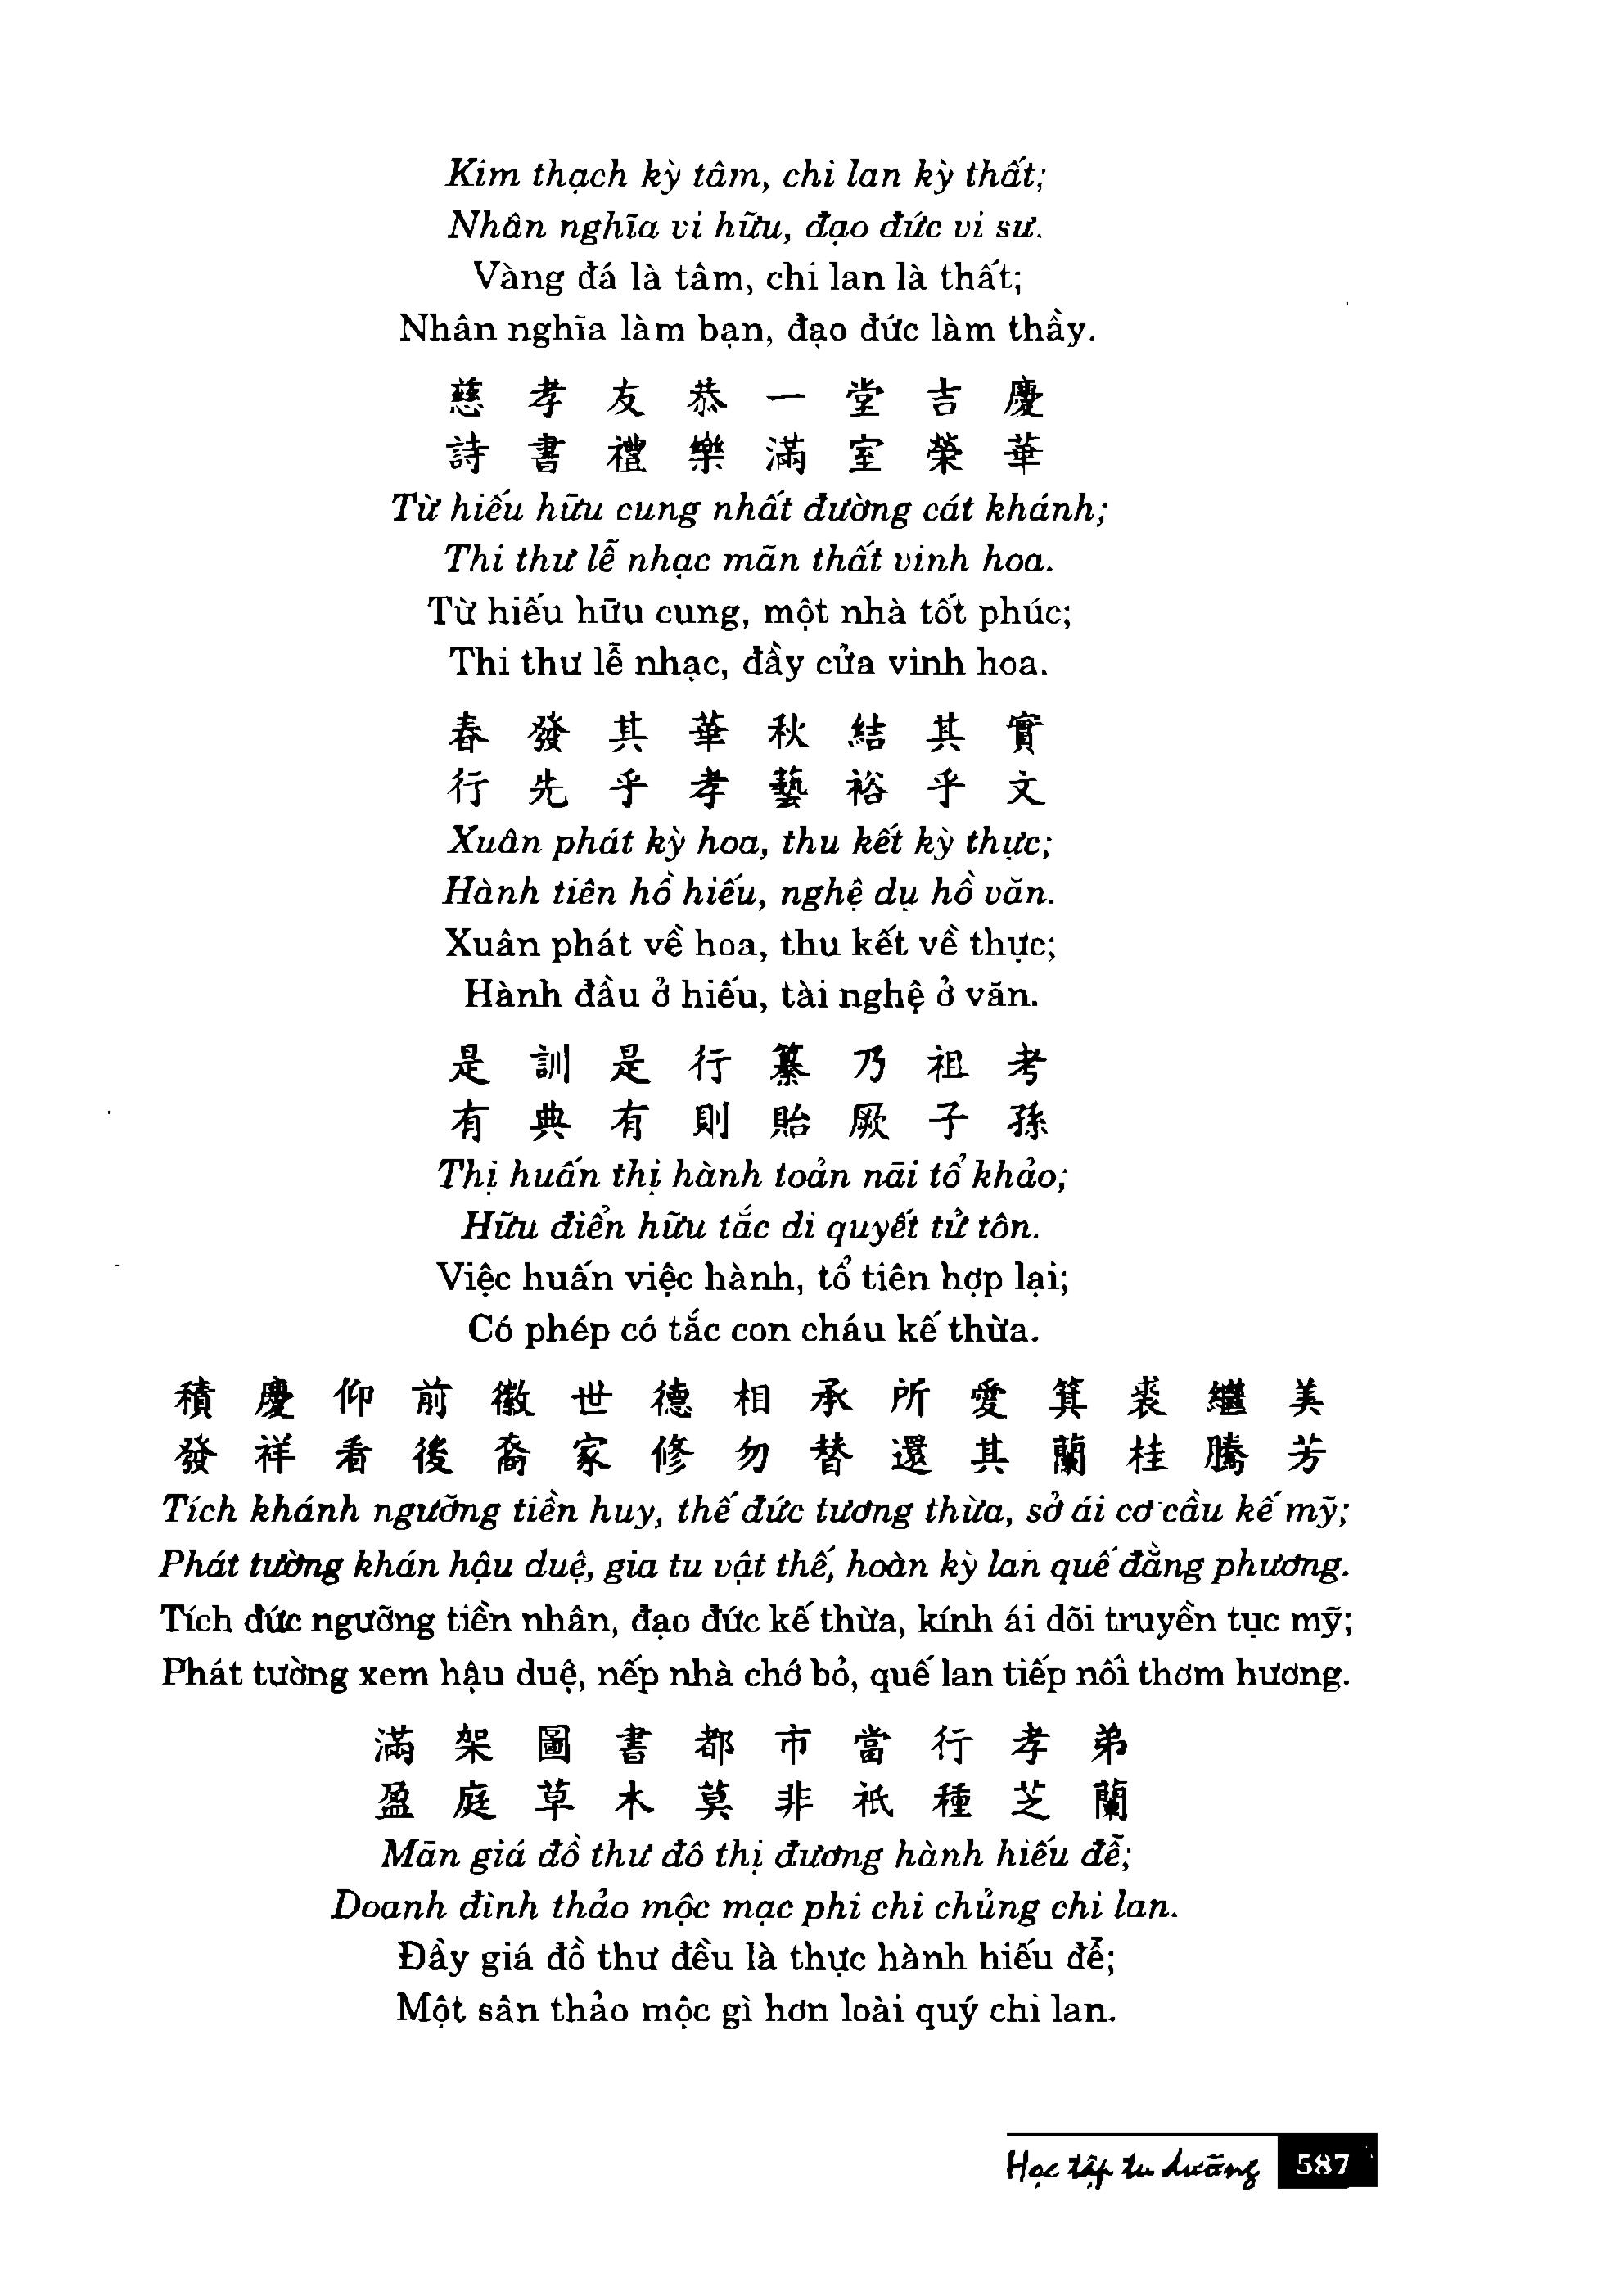 Kim thạch kỳ tâm, chi lan kỳ thất;
Nhân nghĩa vi hữu, đạo đức vi sư.
Vàng đá là tâm, chi lan là thất;
Nhân nghĩa làm bạn, đạo đức làm thầy.
慈孝友恭一堂吉慶
詩書禮樂滿室榮華
Từ hiếu hữu cung nhất đường cát khánh;
Thi thư lễ nhạc mãn thất vinh hoa.
Từ hiếu hữu cung, một nhà tốt phúc;
Thi thư lễ nhạc, đầy cửa vinh hoa.
春發其華秋結其實
行先乎孝藝裕乎文
Xuân phát kỳ hoa, thu kết kỳ thực;
Hành tiên hồ hiếu, nghệ dụ hồ văn.
Xuân phát về hoa, thu kết về thực;
Hành đầu ở hiếu, tài nghệ ở văn.
是訓是行纂乃祖考
有典有則貽厥子孫
Thị huấn thị hành toản nãi tổ khảo;
Hữu điển hữu tắc di quyết tử tôn.
Việc huấn việc hành, tổ tiên hợp lại;
Có phép có tắc con cháu kế thừa.
積慶仰前徽世德相承所愛箕裘繼美
發祥看後裔家修勿替還其蘭桂騰芳
Tích khánh ngưỡng tiền huy, thế đức tương thừa, sở ái cơ cầu kế mỹ;
Phát tường khán hậu duệ, gia tu vật thế, hoàn kỳ lan quế đằng phương.
Tích đức ngưỡng tiền nhân, đạo đức kế thừa, kính ái dõi truyền tục mỹ;
Phát tường xem hậu duệ, nếp nhà chớ bỏ, quế lan tiếp nối thơm hương.
滿架圖書都市當行孝弟
盈庭草木莫非祇種芝蘭
Mãn giá đồ thư đô thị đương hành hiếu đễ;
Doanh đình thảo mộc mạc phi chi chủng chi lan.
Đầy giá đồ thư đều là thực hành hiếu đễ;
Một sân thảo mộc gì hơn loài quý chi lan.
Học tập tu dưỡng 587